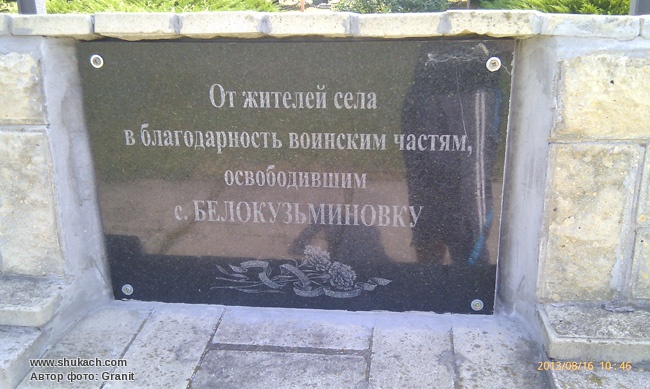 От жителей села
в благодарность воинским частям,
освободившим
с. БЕЛОКУЗЬМИНОВКУ
www.shukach.com
Автор фото: Granit
2013/08/16 10:46